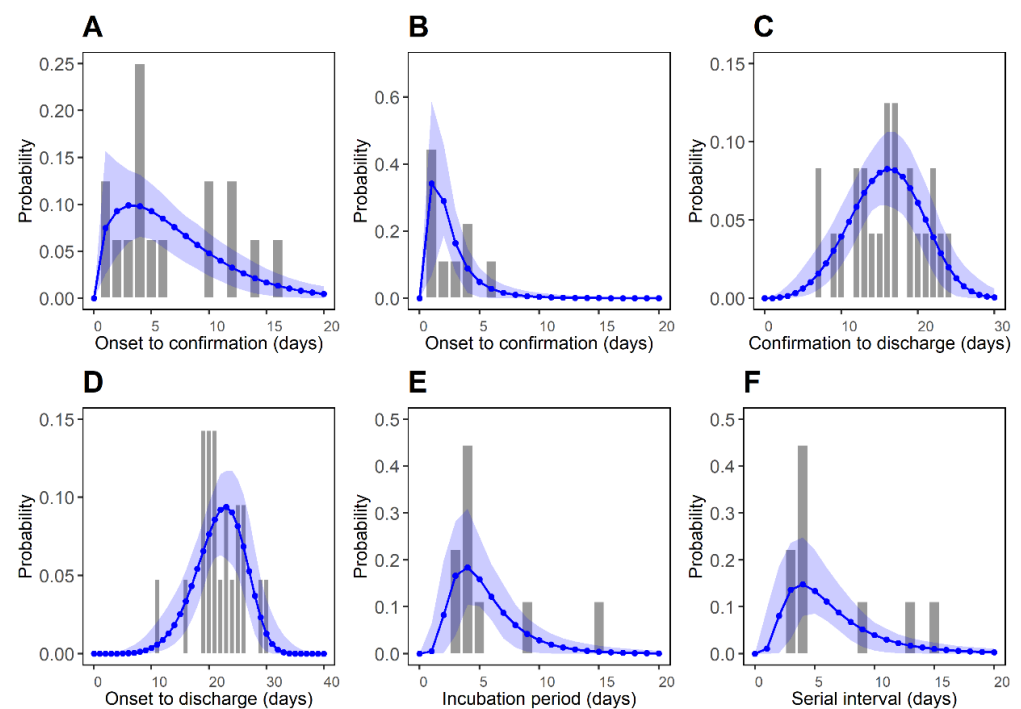 A
Probability
0.25
0.20
0.15
0.10
0.05
0.00
0 5 10 15 20
Onset to confirmation (days)
B
Probability
0.6
0.4
0.2
0.0
0 5 10 15 20
Onset to confirmation (days)
C
Probability
0.15
0.10
0.05
0.00
0 10 20 30
Confirmation to discharge (days)
D
Probability
0.15
0.10
0.05
0.00
0 10 20 30 40
Onset to discharge (days)
E
Probability
0.5
0.4
0.3
0.2
0.1
0.0
0 5 10 15 20
Incubation period (days)
F
Probability
0.5
0.4
0.3
0.2
0.1
0.0
0 5 10 15 20
Serial interval (days)